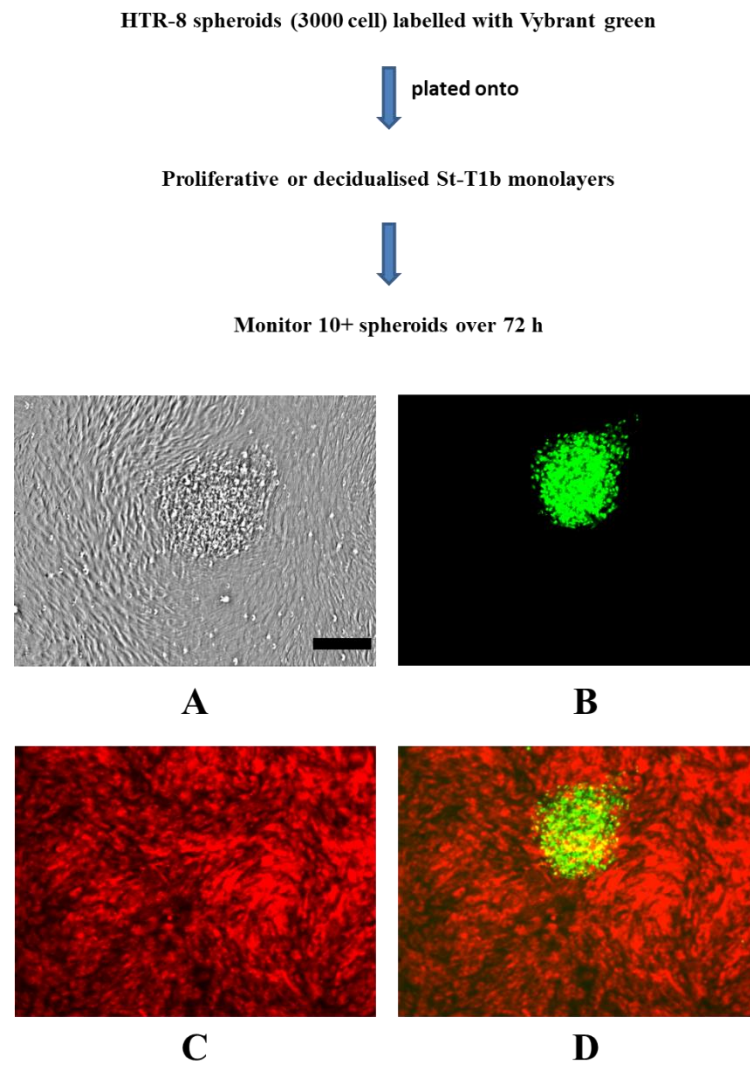 HTR-8 spheroids (3000 cell) labelled with Vybrant green
plated onto
Proliferative or decidualised St-T1b monolayers
Monitor 10+ spheroids over 72 h
A
B
C
D